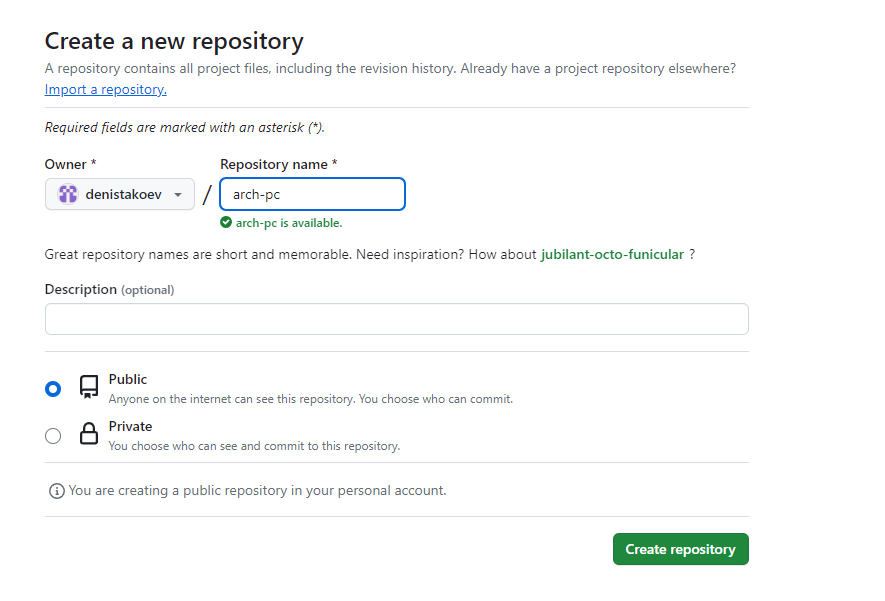 Create a new repository
A repository contains all project files, including the revision history. Already have a project repository elsewhere?
Import a repository.
Required fields are marked with an asterisk (*).
Owner *
Repository name *
denistakoev
/
arch-pc
arch-pc is available.
Great repository names are short and memorable. Need inspiration? How about jubilant-octo-funicular ?
Description (optional)
Public
Anyone on the internet can see this repository. You choose who can commit.
Private
You choose who can see and commit to this repository.
You are creating a public repository in your personal account.
Create repository